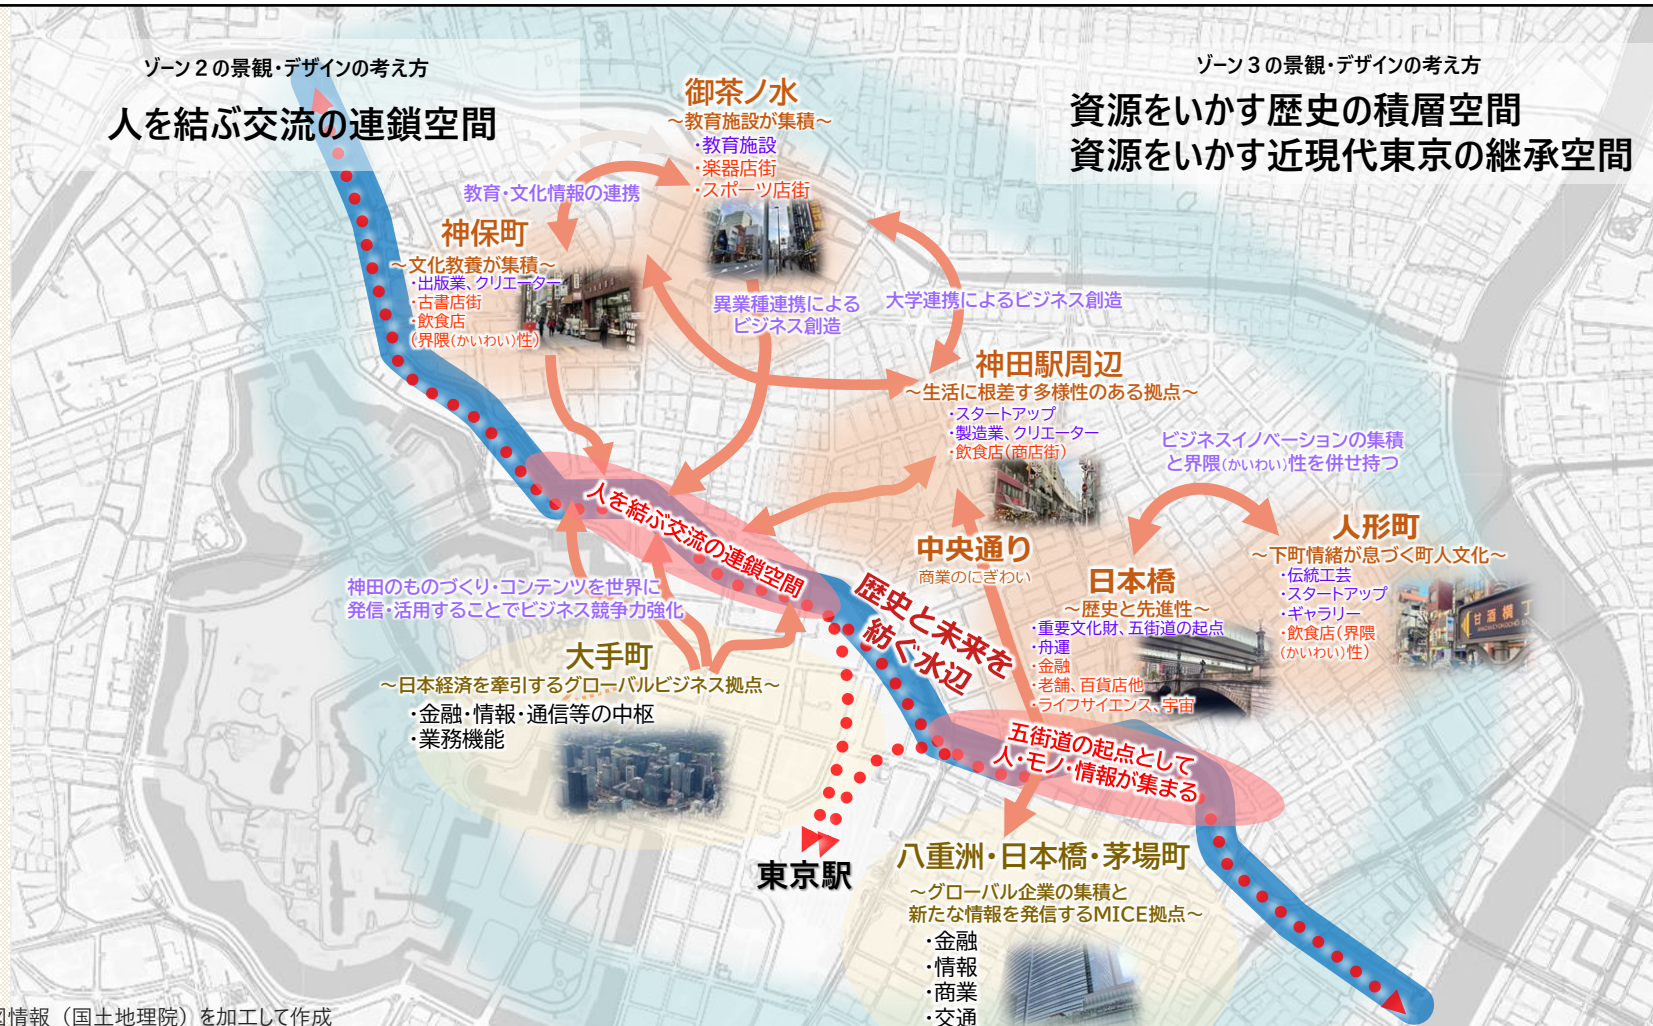 ゾーン２の景観・デザインの考え方
人を結ぶ交流の連鎖空間
ゾーン３の景観・デザインの考え方
資源をいかす歴史の積層空間
資源をいかす近現代東京の継承空間
御茶ノ水
～教育施設が集積～
・教育施設
・楽器店街
・スポーツ店街
教育・文化情報の連携
神保町
～文化教養が集積～
・出版業、クリエーター
・古書店街
・飲食店
（界隈(かいわい)性）
異業種連携による
ビジネス創造
大学連携によるビジネス創造
神田駅周辺
～生活に根差す多様性のある拠点～
・スタートアップ
・製造業、クリエーター
・飲食店（商店街）
ビジネスイノベーションの集積
と界隈(かいわい)性を併せ持つ
人を結ぶ交流の連鎖空間
中央通り
商業のにぎわい
人形町
～下町情緒が息づく町人文化～
・伝統工芸
・スタートアップ
・ギャラリー
・飲食店（界隈
(かいわい)性）
甘酒横丁
日本橋
～歴史と先進性～
・重要文化財、五街道の起点
・舟運
・金融
・老舗、百貨店他
・ライフサイエンス、宇宙
神田のものづくり・コンテンツを世界に
発信・活用することでビジネス競争力強化
歴史と未来を
紡ぐ水辺
大手町
～日本経済を牽引するグローバルビジネス拠点～
・金融・情報・通信等の中枢
・業務機能
五街道の起点として
人・モノ・情報が集まる
東京駅
八重洲・日本橋・茅場町
～グローバル企業の集積と
新たな情報を発信するMICE拠点～
・金融
・情報
・商業
・交通
図情報（国土地理院）を加工して作成